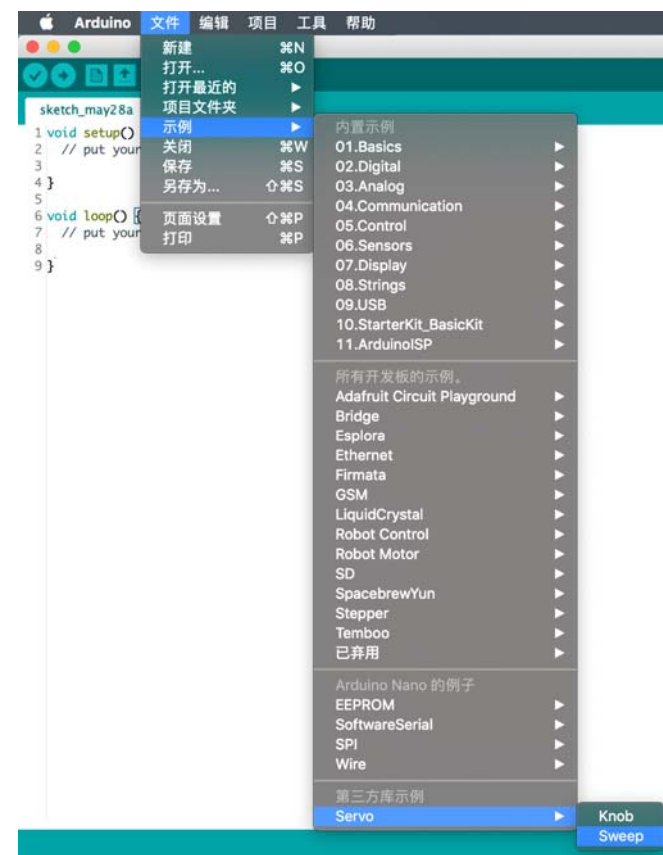 Arduino 文件 编辑 项目 工具 帮助
新建 ⌘N
打开... ⌘O
打开最近的 ▶
项目文件夹 ▶
示例 ▶
关闭 ⌘W
保存 ⌘S
另存为... ⇧⌘S
页面设置 ⇧⌘P
打印 ⌘P
sketch_may28a
1 void setup()
2 // put your
3
4 }
5
6 void loop() {
7 // put your
8
9 }
内置示例
01.Basics ▶
02.Digital ▶
03.Analog ▶
04.Communication ▶
05.Control ▶
06.Sensors ▶
07.Display ▶
08.Strings ▶
09.USB ▶
10.StarterKit_BasicKit ▶
11.ArduinoISP ▶
所有开发板的示例。
Adafruit Circuit Playground ▶
Bridge ▶
Esplora ▶
Ethernet ▶
Firmata ▶
GSM ▶
LiquidCrystal ▶
Robot Control ▶
Robot Motor ▶
SD ▶
SpacebrewYun ▶
Stepper ▶
Temboo ▶
已弃用 ▶
Arduino Nano 的例子
EEPROM ▶
SoftwareSerial ▶
SPI ▶
Wire ▶
第三方库示例
Servo ▶
Knob
Sweep